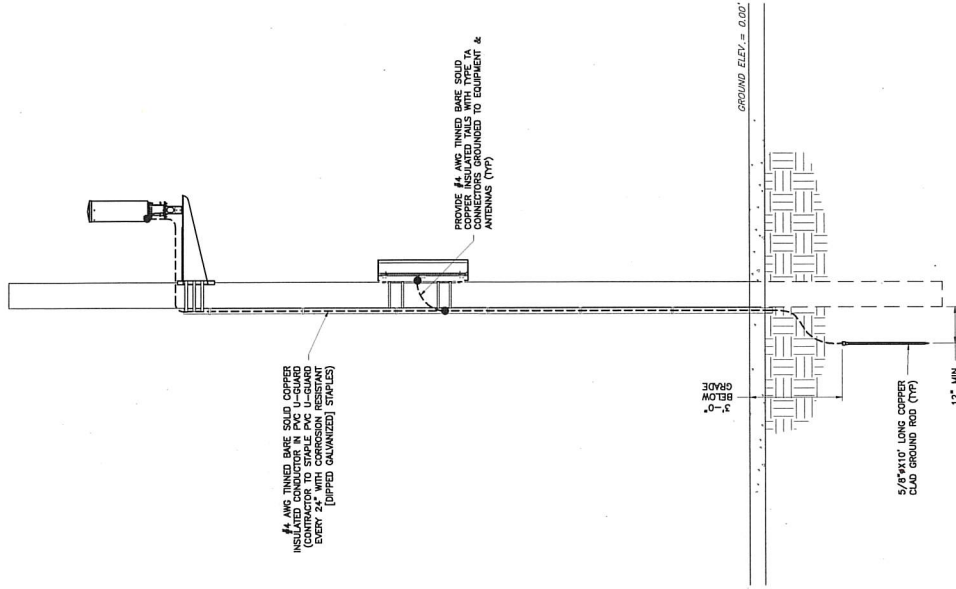 #4 AWG TINNED BARE SOLID COPPER
INSULATED CONDUCTOR IN PVC U-GUARD
(CONTRACTOR TO STAPLE PVC U-GUARD
EVERY 24" WITH CORROSION RESISTANT
[DIPPED GALVANIZED] STAPLES)
PROVIDE #4 AWG TINNED BARE SOLID
COPPER INSULATED TAILS WITH TYPE TA
CONNECTORS GROUNDED TO EQUIPMENT &
ANTENNAS (TYP)
GROUND ELEV.= 0.00'
3'-0"
BELOW
GRADE
5/8"øX10' LONG COPPER
CLAD GROUND ROD (TYP)
12" MIN